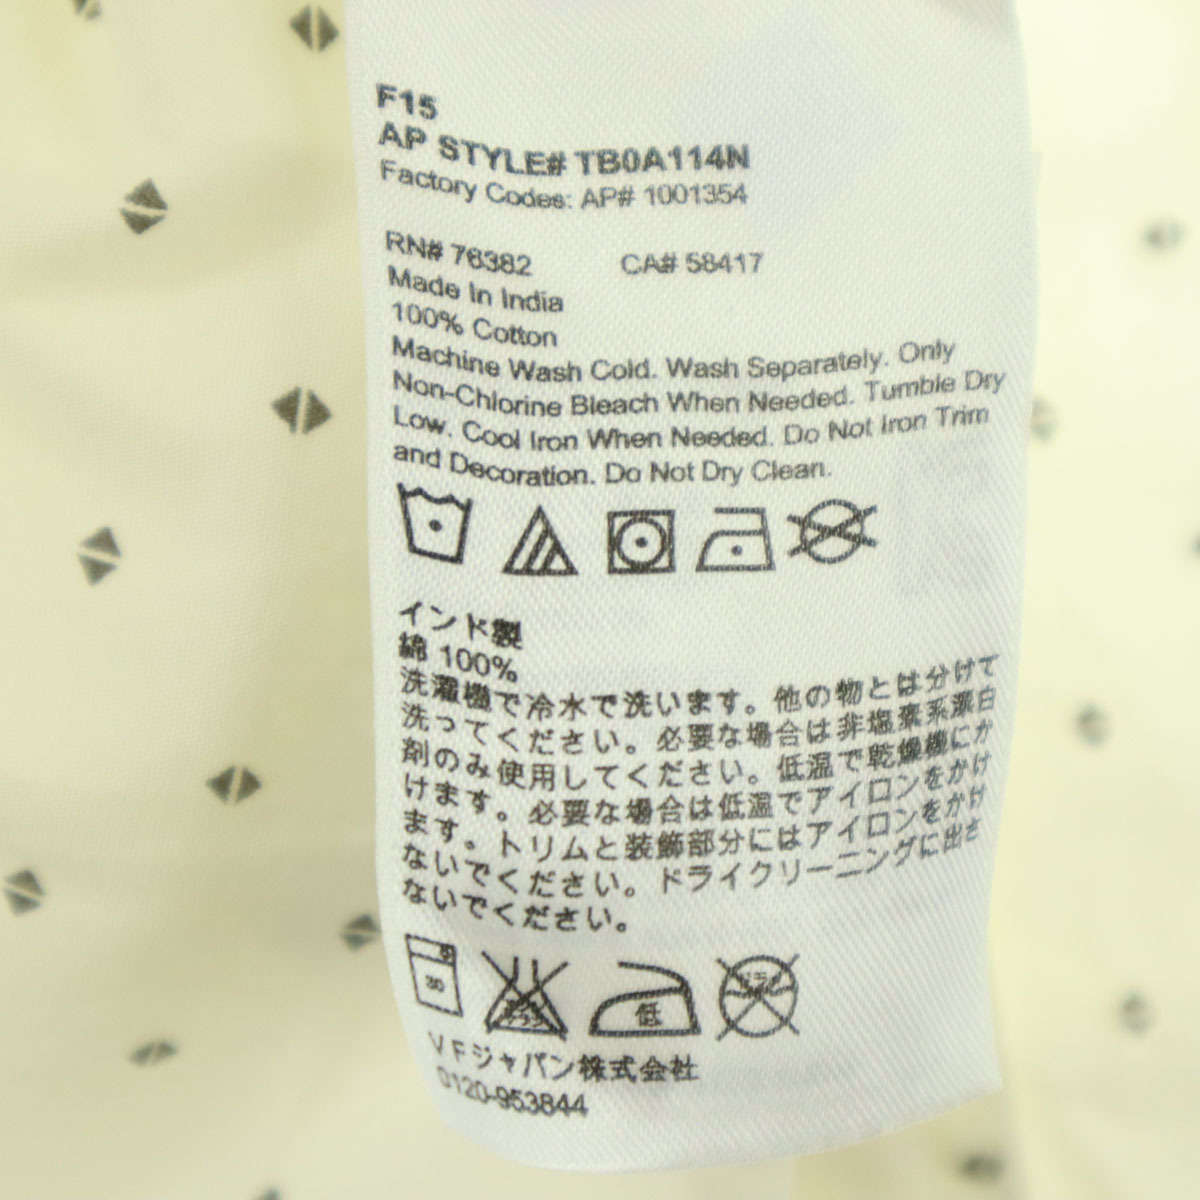 F15
AP STYLE# TB0A114N
Factory Codes: AP# 1001354
RN# 76382 CA# 58417
Made In India
100% Cotton
Machine Wash Cold. Wash Separately. Only
Non-Chlorine Bleach When Needed. Tumble Dry
Low. Cool Iron When Needed. Do Not Iron Trim
and Decoration. Do Not Dry Clean.
インド製
綿 100%
洗濯機で冷水で洗います。他の物とは分けて
洗ってください。必要な場合は非塩素系漂白
剤のみ使用してください。低温で乾燥機にか
けます。必要な場合は低温でアイロンをかけ
ます。トリムと装飾部分にはアイロンをかけ
ないでください。ドライクリーニングに出さ
ないでください。
30 低 ドライ
VFジャパン株式会社
0120-953844